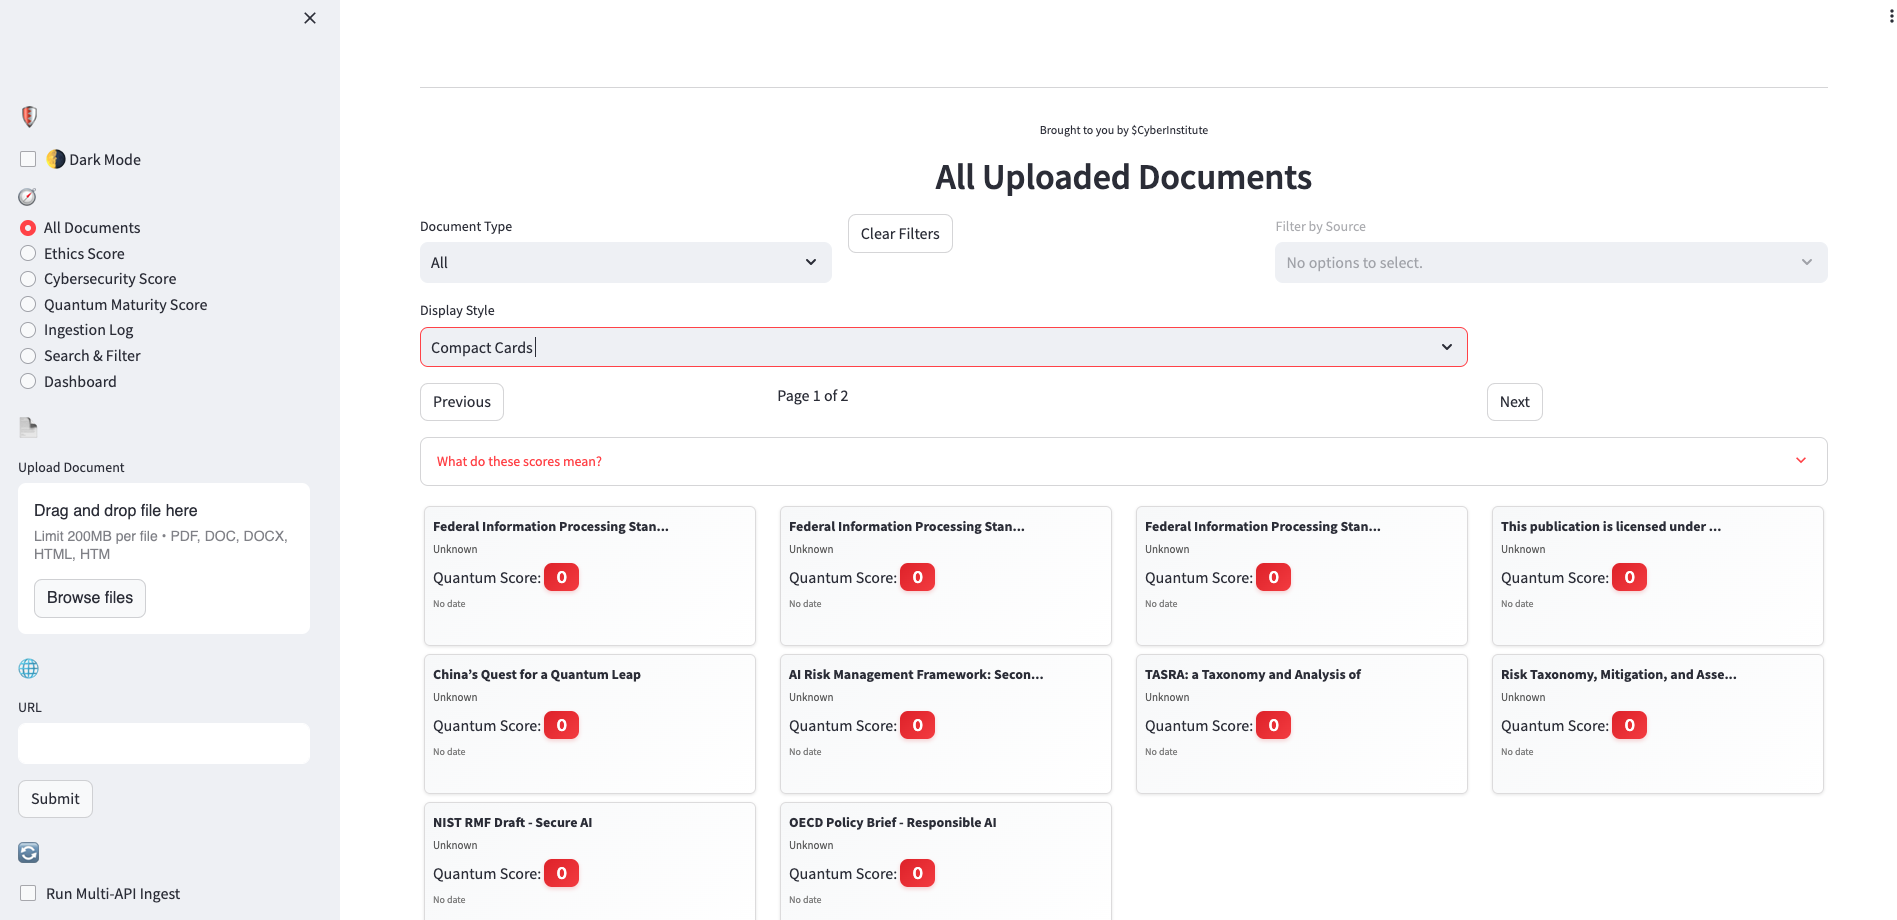 Dark Mode
All Documents
Ethics Score
Cybersecurity Score
Quantum Maturity Score
Ingestion Log
Search & Filter
Dashboard
Upload Document
Drag and drop file here
Limit 200MB per file • PDF, DOC, DOCX,
HTML, HTM
Browse files
URL
Submit
Run Multi-API Ingest
Brought to you by $CyberInstitute
All Uploaded Documents
Document Type
All
Clear Filters
Filter by Source
No options to select.
Display Style
Compact Cards
Previous
Page 1 of 2
Next
What do these scores mean?
Federal Information Processing Stan...
Unknown
Quantum Score: 0
No date
Federal Information Processing Stan...
Unknown
Quantum Score: 0
No date
Federal Information Processing Stan...
Unknown
Quantum Score: 0
No date
This publication is licensed under ...
Unknown
Quantum Score: 0
No date
China’s Quest for a Quantum Leap
Unknown
Quantum Score: 0
No date
AI Risk Management Framework: Secon...
Unknown
Quantum Score: 0
No date
TASRA: a Taxonomy and Analysis of
Unknown
Quantum Score: 0
No date
Risk Taxonomy, Mitigation, and Asse...
Unknown
Quantum Score: 0
No date
NIST RMF Draft - Secure AI
Unknown
Quantum Score: 0
No date
OECD Policy Brief - Responsible AI
Unknown
Quantum Score: 0
No date